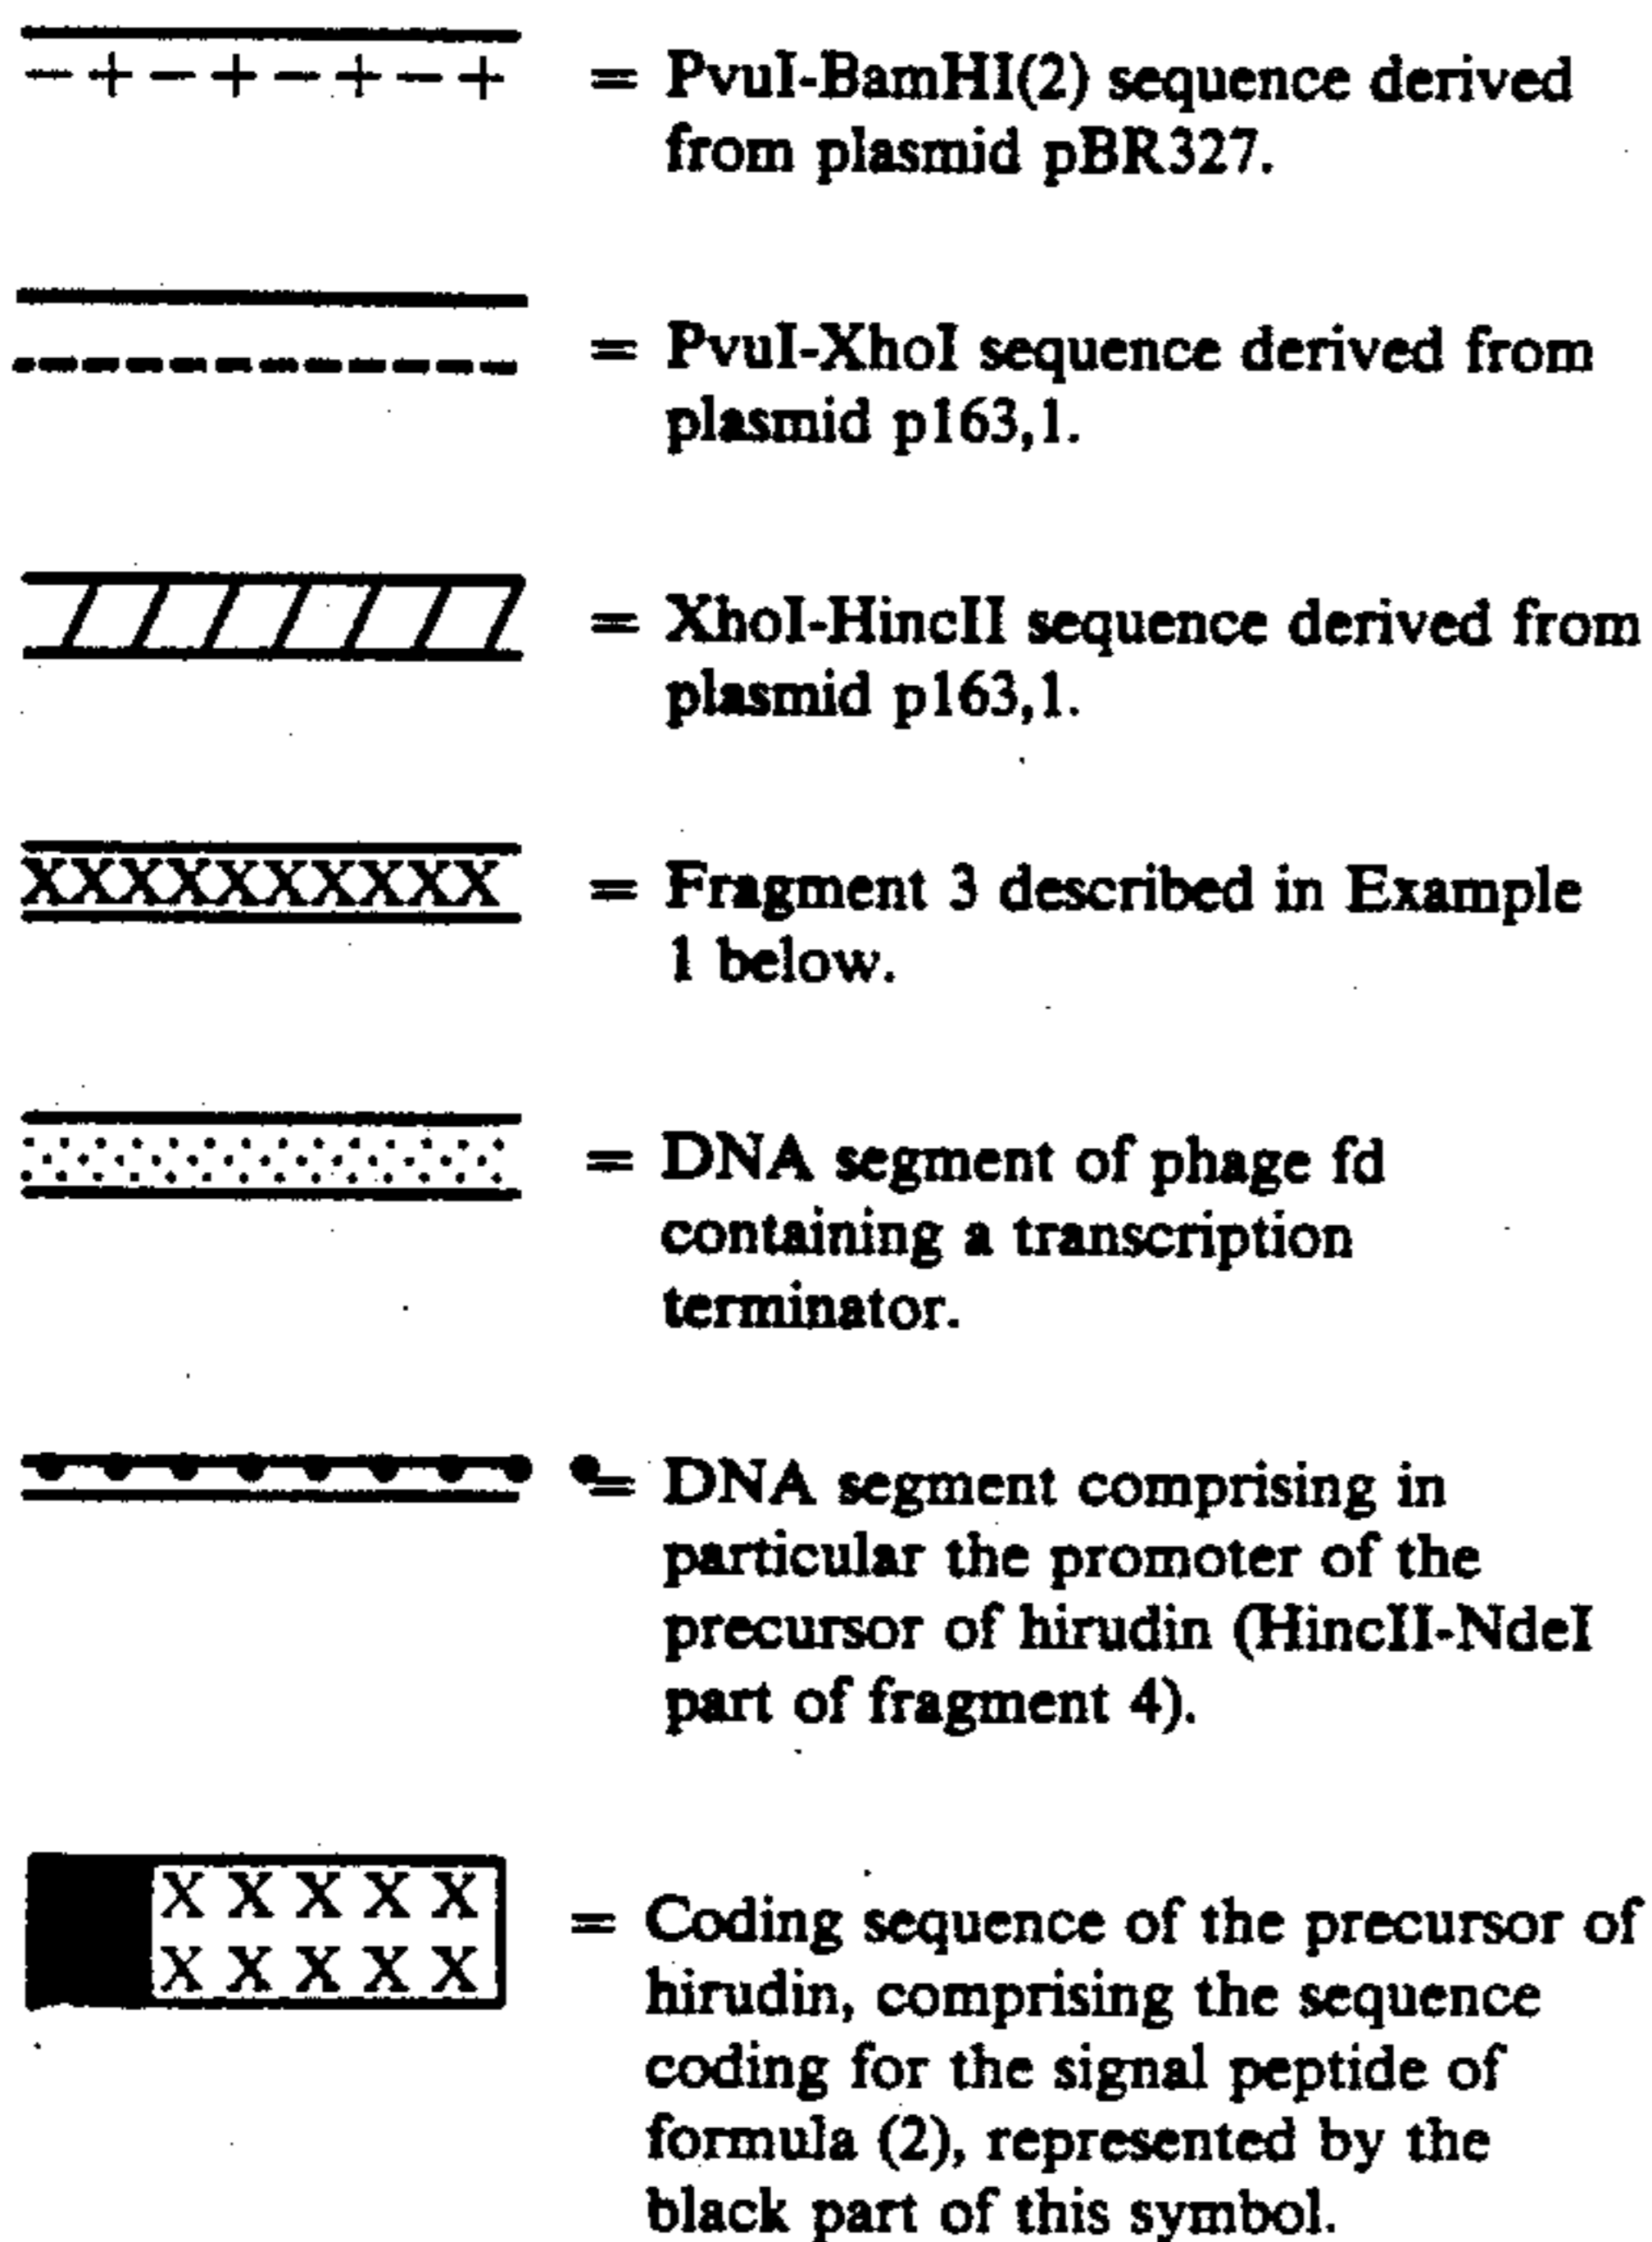 = PvuI-BamHI(2) sequence derived
from plasmid pBR327.
= PvuI-XhoI sequence derived from
plasmid p163,1.
= XhoI-HincII sequence derived from
plasmid p163,1.
XXXXXXXXXX = Fragment 3 described in Example
1 below.
= DNA segment of phage fd
containing a transcription
terminator.
= DNA segment comprising in
particular the promoter of the
precursor of hirudin (HincII-NdeI
part of fragment 4).
X X X X X
X X X X X
= Coding sequence of the precursor of
hirudin, comprising the sequence
coding for the signal peptide of
formula (2), represented by the
black part of this symbol.